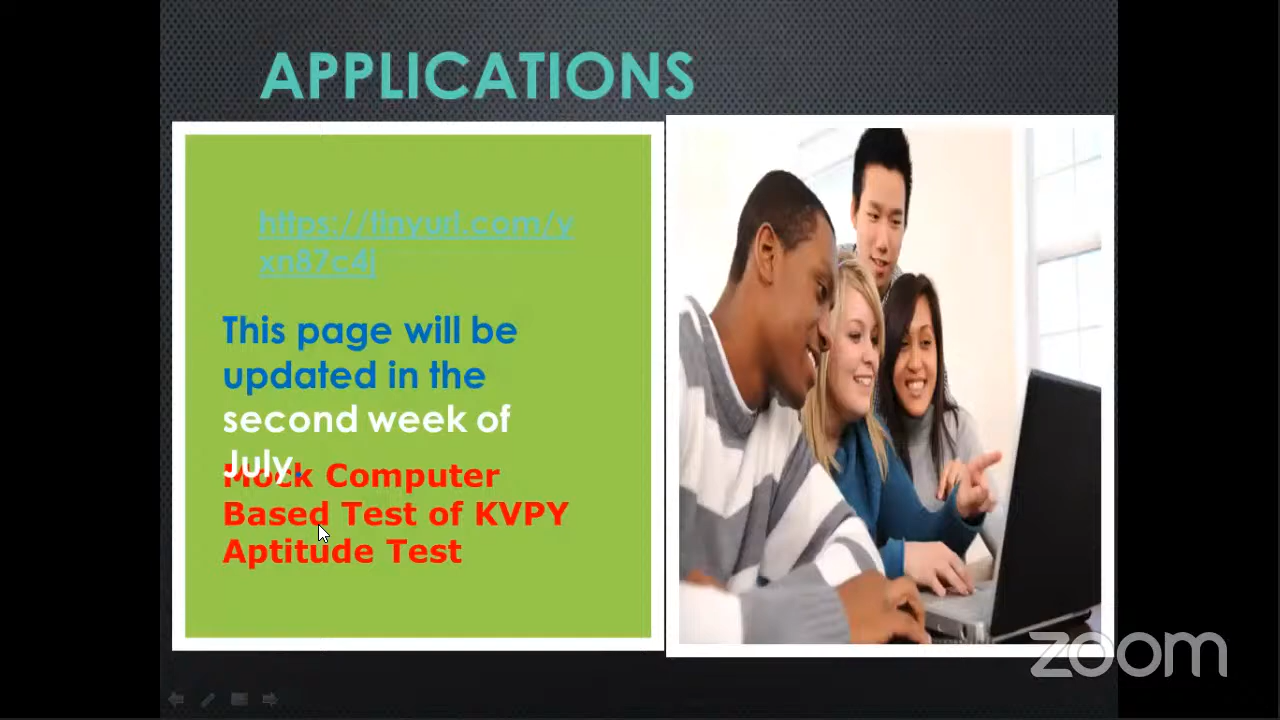 APPLICATIONS
https://tinyurl.com/y
xn87c4j
This page will be
updated in the
second week of
July.
Mock Computer
Based Test of KVPY
Aptitude Test
zoom